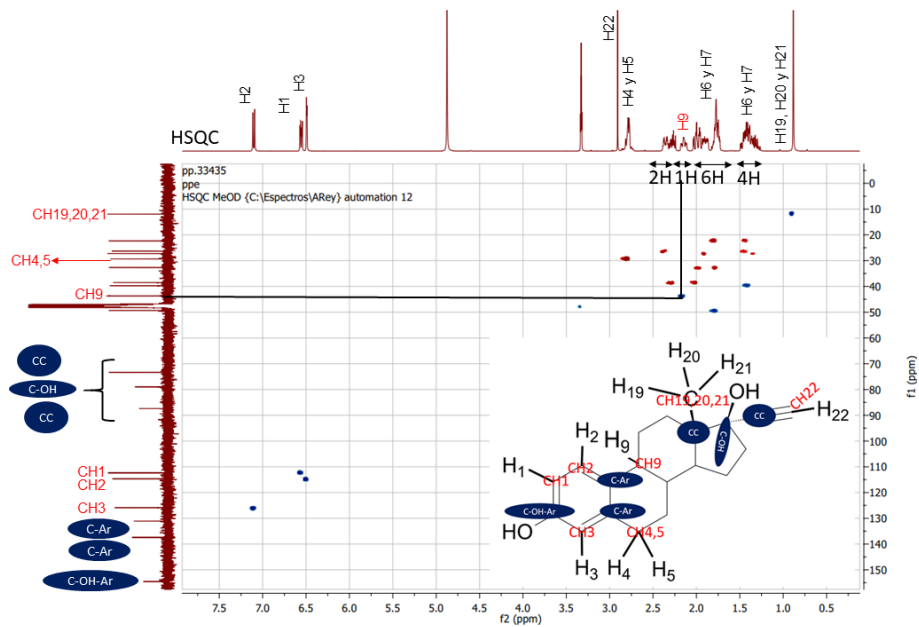 H2
H1
H3
H22
H4 y H5
H9
H6 y H7
H6 y H7
H19, H20 y H21
HSQC
2H
1H
6H
4H
pp.33435
ppe
HSQC MeOD {C:\Espectros\ARey} automation 12
CH19,20,21
CH4,5
CH9
CC
C-OH
CC
CH1
CH2
CH3
C-Ar
C-Ar
C-OH-Ar
0
10
20
30
40
50
60
70
80
90
100
110
120
130
140
150
f1 (ppm)
H20
H19
H21
C
CH19,20,21
OH
CH22
H22
CC
C-OH
CC
H2
H9
H1
CH2
CH9
CH1
C-Ar
C-OH-Ar
C-Ar
HO
CH3
CH4,5
H3
H4
H5
7.5 7.0 6.5 6.0 5.5 5.0 4.5 4.0 3.5 3.0 2.5 2.0 1.5 1.0 0.5
f2 (ppm)